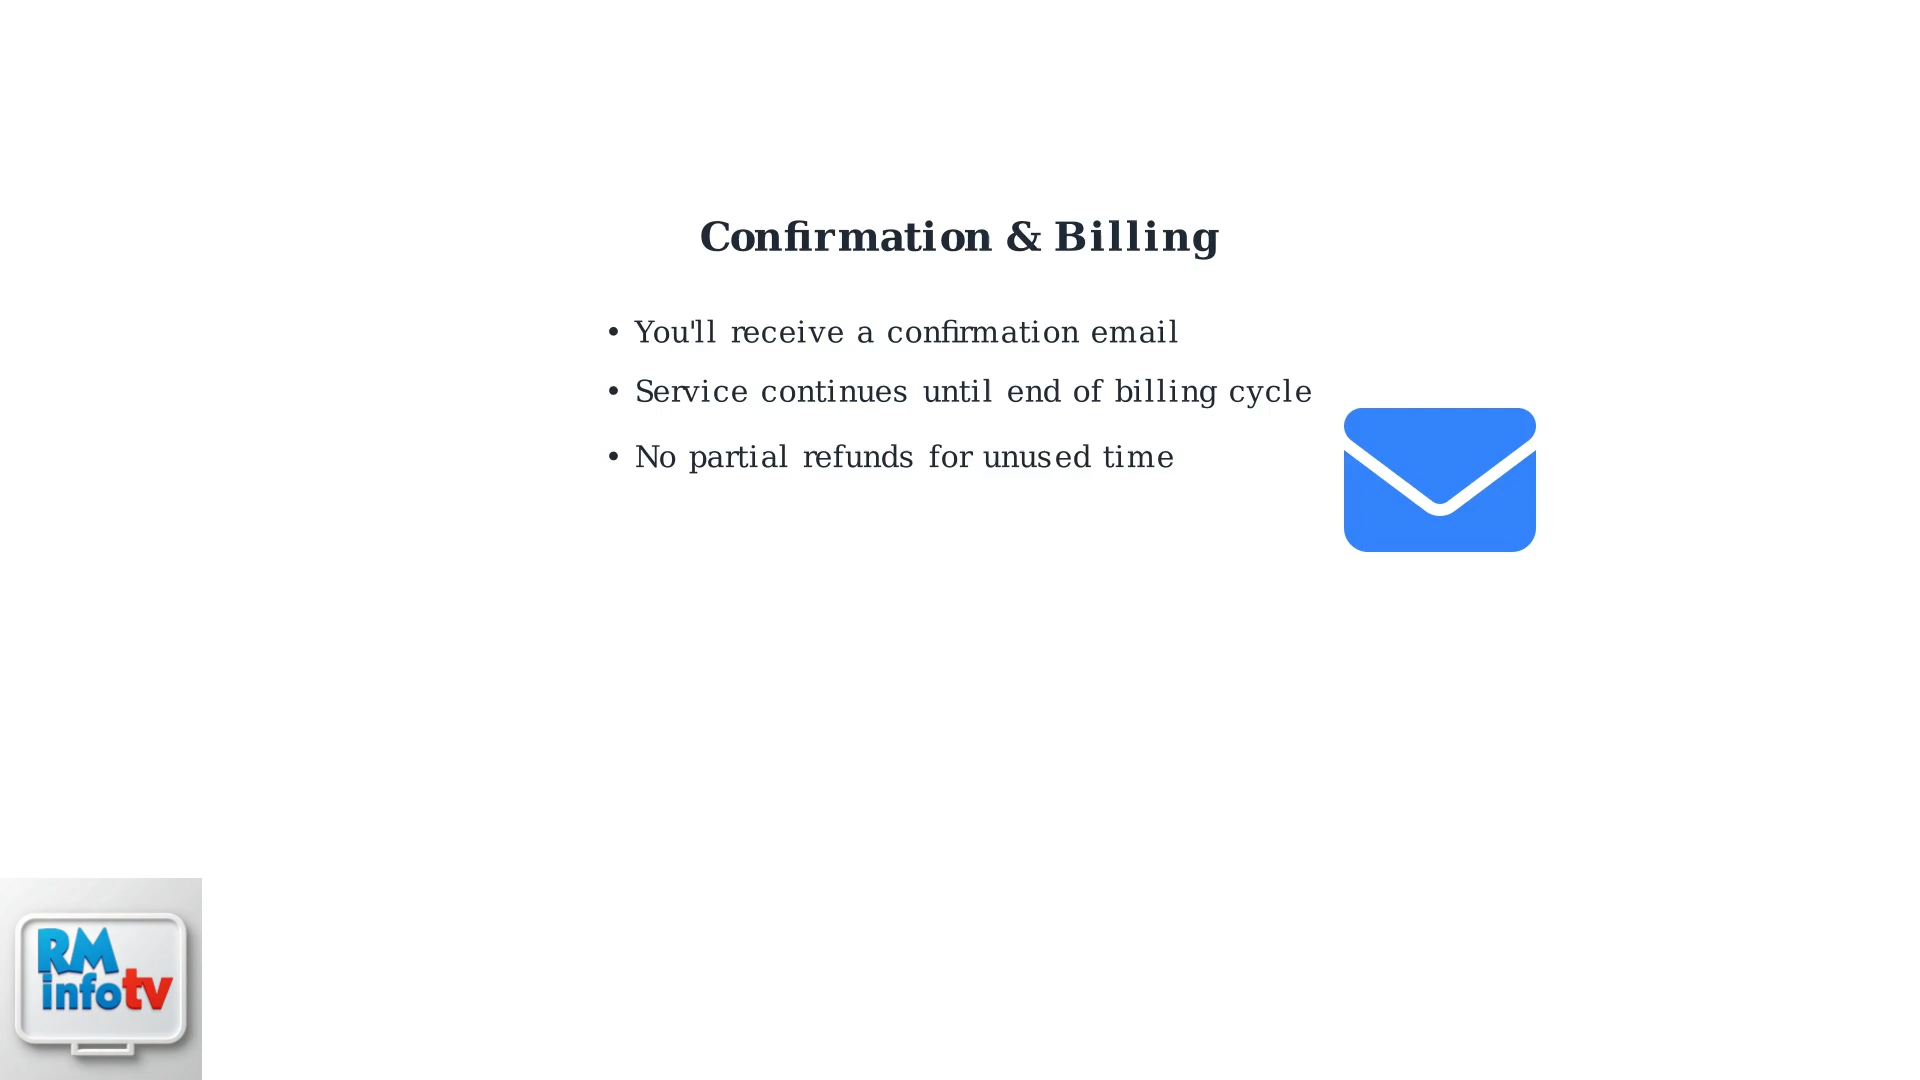 Confirmation & Billing
• You'll receive a confirmation email
• Service continues until end of billing cycle
• No partial refunds for unused time
RM
infotv